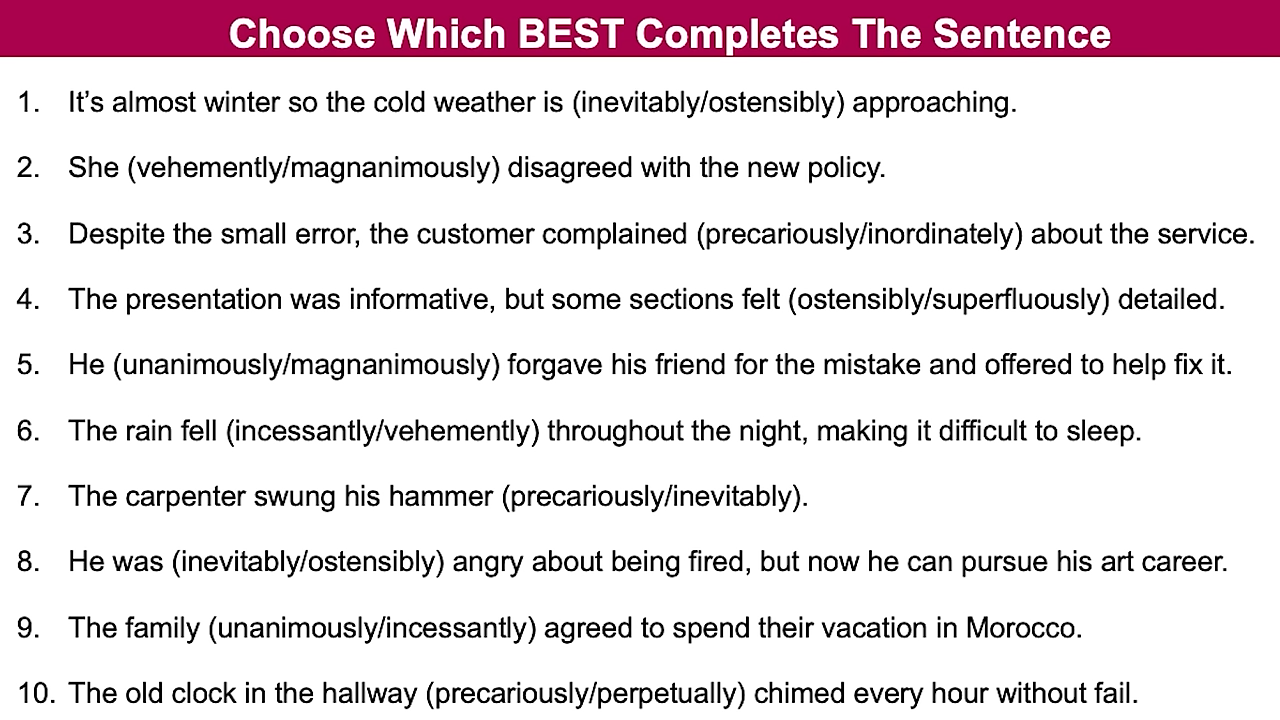 Choose Which BEST Completes The Sentence
1. It’s almost winter so the cold weather is (inevitably/ostensibly) approaching.
2. She (vehemently/magnanimously) disagreed with the new policy.
3. Despite the small error, the customer complained (precariously/inordinately) about the service.
4. The presentation was informative, but some sections felt (ostensibly/superfluously) detailed.
5. He (unanimously/magnanimously) forgave his friend for the mistake and offered to help fix it.
6. The rain fell (incessantly/vehemently) throughout the night, making it difficult to sleep.
7. The carpenter swung his hammer (precariously/inevitably).
8. He was (inevitably/ostensibly) angry about being fired, but now he can pursue his art career.
9. The family (unanimously/incessantly) agreed to spend their vacation in Morocco.
10. The old clock in the hallway (precariously/perpetually) chimed every hour without fail.